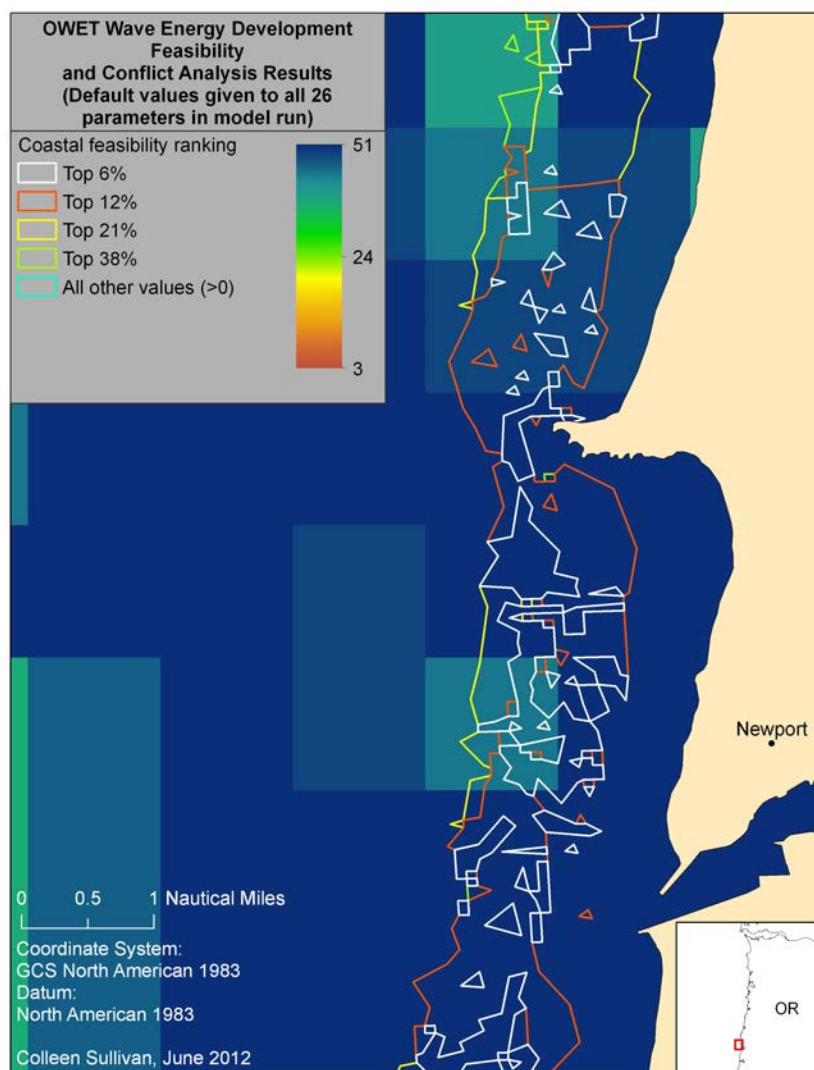 OWET Wave Energy Development
Feasibility
and Conflict Analysis Results
(Default values given to all 26
parameters in model run)
Coastal feasibility ranking
Top 6%
Top 12%
Top 21%
Top 38%
All other values (>0)
51
24
3
Newport
0 0.5 1 Nautical Miles
Coordinate System:
GCS North American 1983
Datum:
North American 1983
Colleen Sullivan, June 2012
OR